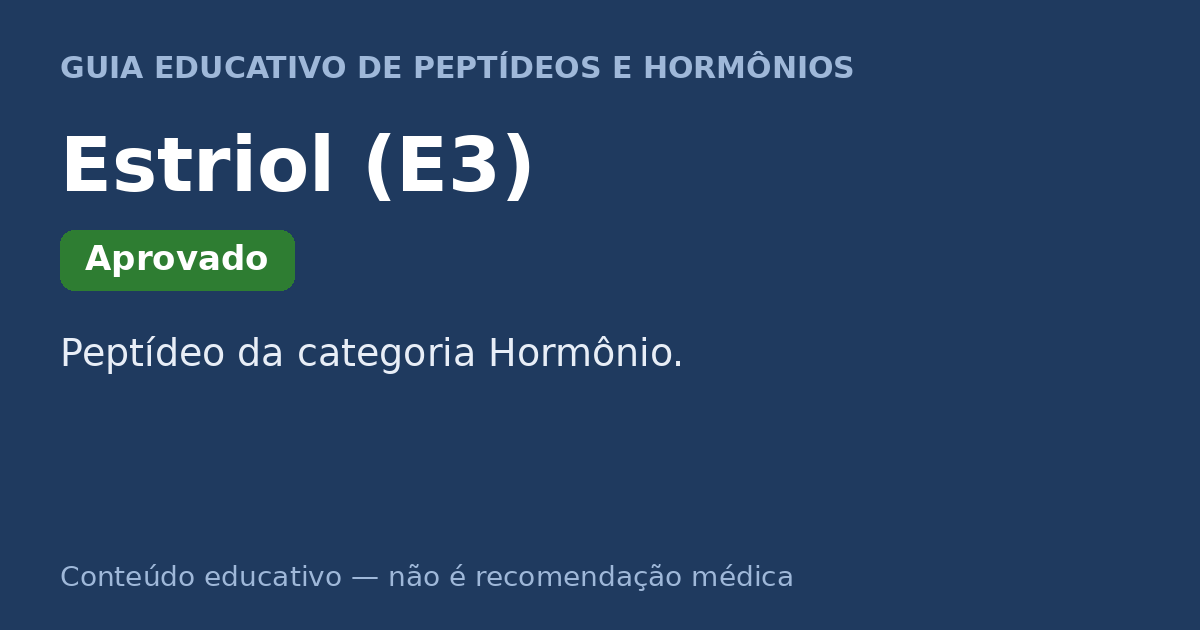 GUIA EDUCATIVO DE PEPTÍDEOS E HORMÔNIOS
Estriol (E3)
Aprovado
Peptídeo da categoria Hormônio.
Conteúdo educativo — não é recomendação médica